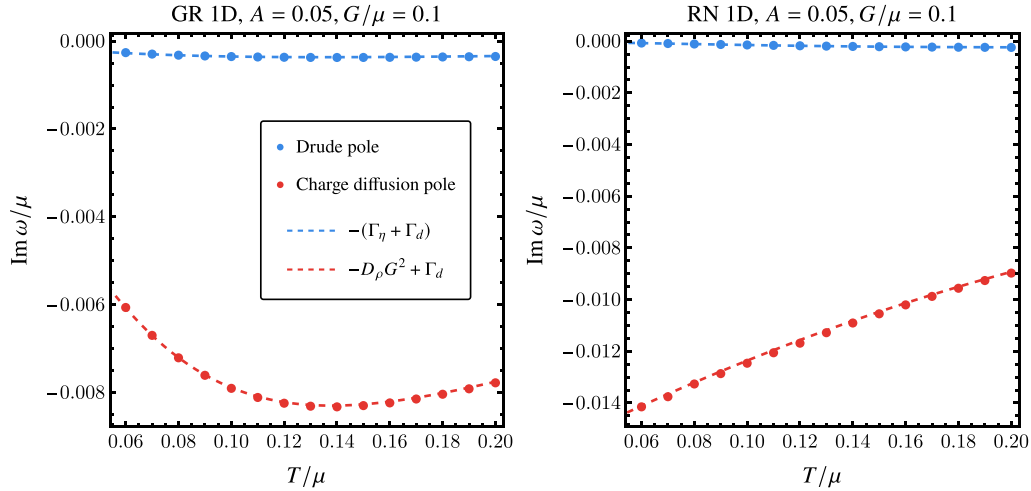 GR 1D, A = 0.05, G/μ = 0.1
0.000
−0.002
−0.004
−0.006
−0.008
Im ω/μ
Drude pole
Charge diffusion pole
−(Γη + Γd)
−DρG² + Γd
0.06 0.08 0.10 0.12 0.14 0.16 0.18 0.20
T/μ
RN 1D, A = 0.05, G/μ = 0.1
0.000
−0.002
−0.004
−0.006
−0.008
−0.010
−0.012
−0.014
Im ω/μ
0.06 0.08 0.10 0.12 0.14 0.16 0.18 0.20
T/μ